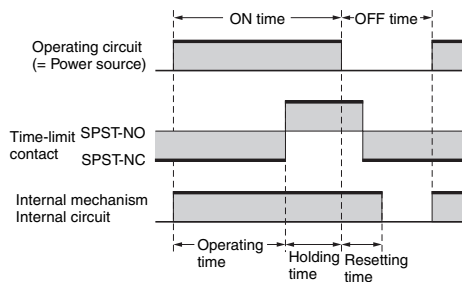 ON time
OFF time
Operating circuit
(= Power source)
Time-limit
contact
SPST-NO
SPST-NC
Internal mechanism
Internal circuit
Operating
time
Holding
time
Resetting
time